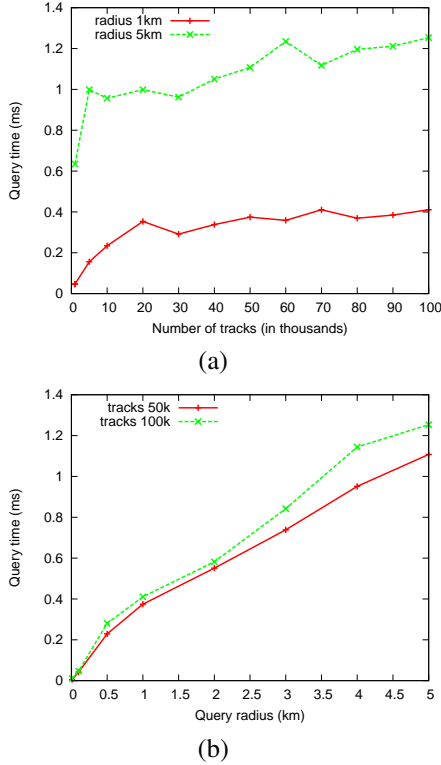 1.4
radius 1km
radius 5km
1.2
1
0.8
0.6
0.4
0.2
0
Query time (ms)
0 10 20 30 40 50 60 70 80 90 100
Number of tracks (in thousands)
(a)
1.4
tracks 50k
tracks 100k
1.2
1
0.8
0.6
0.4
0.2
0
Query time (ms)
0 0.5 1 1.5 2 2.5 3 3.5 4 4.5 5
Query radius (km)
(b)